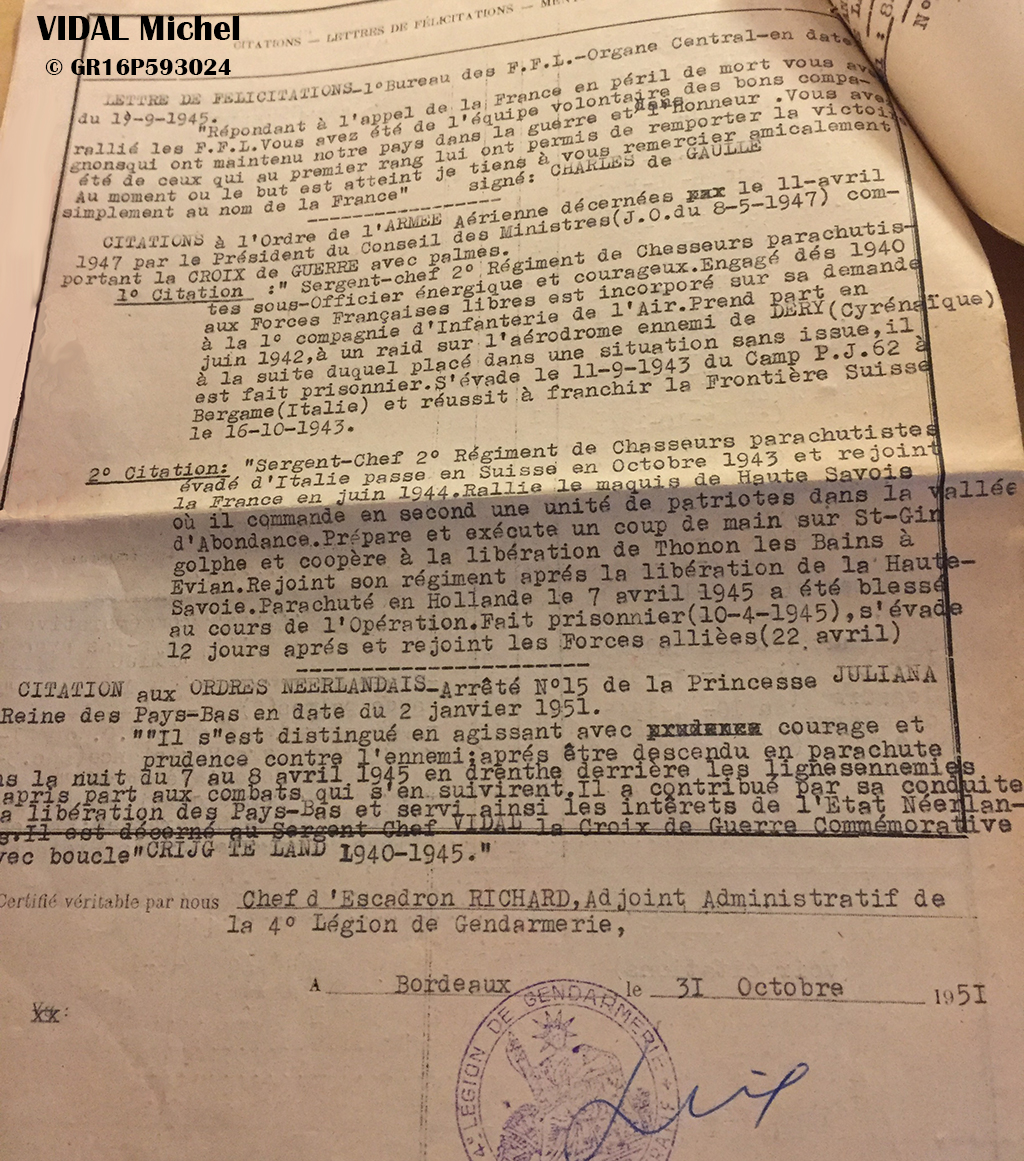 VIDAL Michel
© GR16P593024
CITATIONS — LETTRES DE FÉLICITATIONS —
LETTRE DE FELICITATIONS-1°Bureau des F.F.L.-Organe Central-en date
du 19-9-1945.
"Répondant à l'appel de la France en péril de mort vous av
rallié les F.F.L.Vous avez été de l'équipe volontaire des bons compa-
gnonsqui ont maintenu notre pays dans la guerre et dans l'Honneur .Vous ave
été de ceux qui au premier rang lui ont permis de remporter la victoi
Au moment ou le but est atteint je tiens à vous remercier amicalement
simplement au nom de la France" signé: CHARLES de GAULLE
CITATIONS à l'Ordre de l'ARMEE Aérienne décernées par le 11-avril
1947 par le Président du Conseil des Ministres(J.O.du 8-5-1947) com-
portant la CROIX de GUERRE avec palmes.
1° Citation :" Sergent-chef 2° Régiment de Chesseurs parachutis-
tes sous-Officier énergique et courageux.Engagé dés 1940
aux Forces Françaises libres est incorporé sur sa demande
à la 1° compagnie d'Infanterie de l'Air.Prend part en
juin 1942,à un raid sur l'aérodrome ennemi de DERY(Cyrénaïque)
à la suite duquel placé dans une situation sans issue,il
est fait prisonnier.S'évade le 11-9-1943 du Camp P.J.62 à
Bergame(Italie) et réussit à franchir la Frontière Suisse
le 16-10-1943.
2° Citation: "Sergent-Chef 2° Régiment de Chasseurs parachutistes
évadé d'Italie passe en Suisse en Octobre 1943 et rejoint
la France en juin 1944.Rallie le maquis de Haute Savoie
où il commande en second une unité de patriotes dans la vallée
d'Abondance.Prépare et exécute un coup de main sur St-Gin
golphe et coopère à la libération de Thonon les Bains à
Evian.Rejoint son régiment aprés la libération de la Haute-
Savoie.Parachuté en Hollande le 7 avril 1945 a été blessé
au cours de l'Opération.Fait prisonnier(10-4-1945),s'évade
12 jours aprés et rejoint les Forces allièes(22 avril)
CITATION aux ORDRES NEERLANDAIS-Arrêté N°15 de la Princesse JULIANA
Reine des Pays-Bas en date du 2 janvier 1951.
""Il s"est distingué en agissant avec prudence courage et
prudence contre l'ennemi;aprés être descendu en parachute
ns la nuit du 7 au 8 avril 1945 en drenthe derrière les lignesennemies
apris part aux combats qui s'en suivirent.Il a contribué par sa conduite
a libération des Pays-Bas et servi ainsi les intérets de l'Etat Néerlan-
s.Il est décerné au Sergent Chef VIDAL la Croix de Guerre Commémorative
vec boucle"CRIJG TE LAND 1940-1945."
Certifié véritable par nous Chef d'Escadron RICHARD,Adjoint Administratif de
la 4° Légion de Gendarmerie,
A Bordeaux le 31 Octobre 1951
XX:
4e LÉGION DE GENDARMERIE